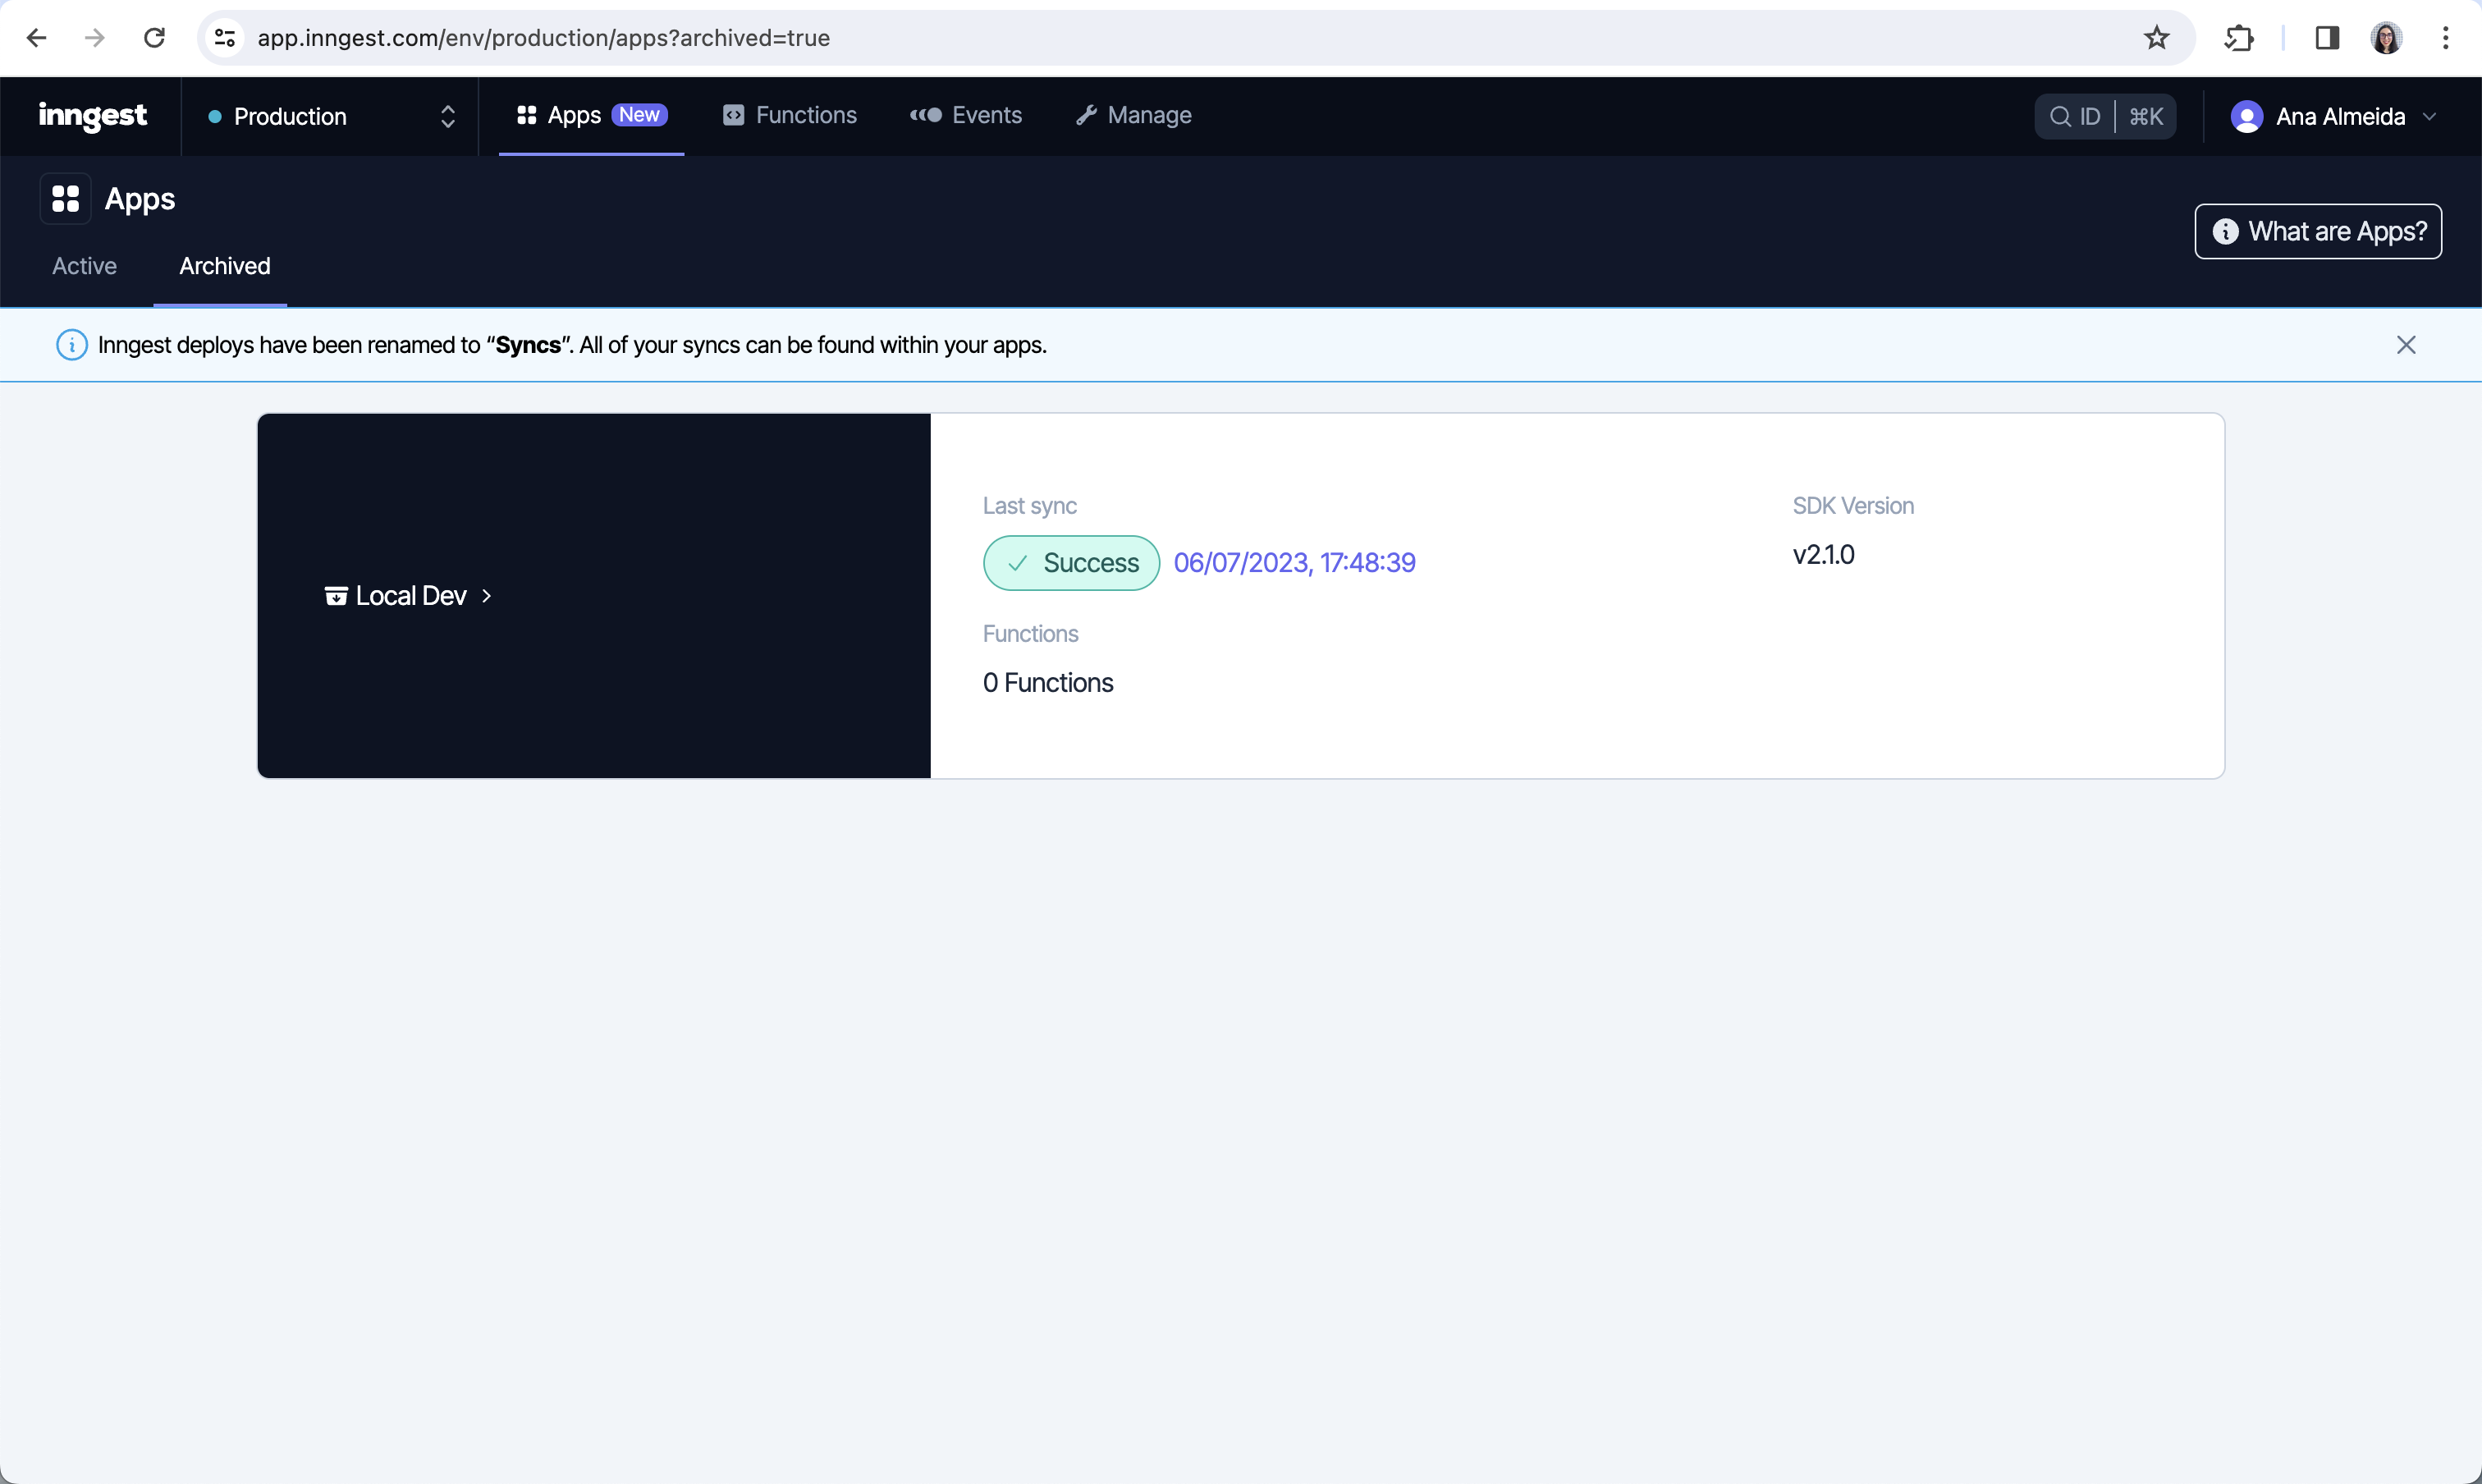 app.inngest.com/env/production/apps?archived=true
inngest
Production
Apps New
Functions
Events
Manage
ID ⌘K
Ana Almeida
Apps
What are Apps?
Active Archived
Inngest deploys have been renamed to “Syncs”. All of your syncs can be found within your apps.
Local Dev
Last sync
Success 06/07/2023, 17:48:39
SDK Version
v2.1.0
Functions
0 Functions